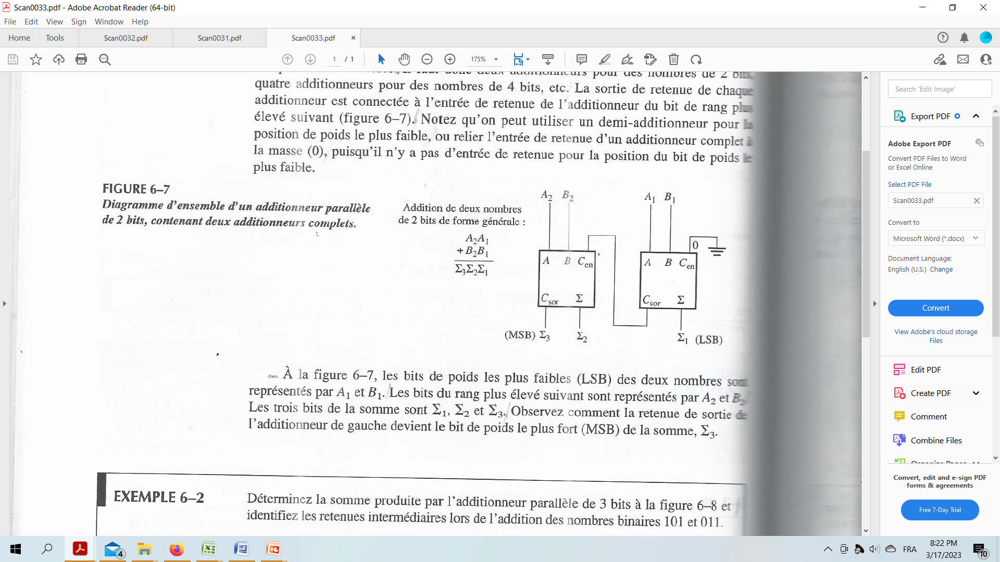 Scan0033.pdf - Adobe Acrobat Reader (64-bit)
File Edit View Sign Window Help
Home Tools Scan0032.pdf Scan0031.pdf Scan0033.pdf ×
1 / 1 175%
additionneurs pour des nombres de 2 bits,
quatre additionneurs pour des nombres de 4 bits, etc. La sortie de retenue de chaque
additionneur est connectée à l'entrée de retenue de l'additionneur du bit de rang plus
élevé suivant (figure 6–7). Notez qu'on peut utiliser un demi-additionneur pour la
position de poids le plus faible, ou relier l'entrée de retenue d'un additionneur complet à
la masse (0), puisqu'il n'y a pas d'entrée de retenue pour la position du bit de poids le
plus faible.
FIGURE 6–7
Diagramme d'ensemble d'un additionneur parallèle
de 2 bits, contenant deux additionneurs complets.
Addition de deux nombres
de 2 bits de forme générale :
A₂A₁
+ B₂B₁
Σ₃Σ₂Σ₁
A₂ B₂ A₁ B₁
0
A B Cen A B Cen
Csor Σ Csor Σ
(MSB) Σ₃ Σ₂ Σ₁ (LSB)
À la figure 6–7, les bits de poids les plus faibles (LSB) des deux nombres sont
représentés par A₁ et B₁. Les bits du rang plus élevé suivant sont représentés par A₂ et B₂.
Les trois bits de la somme sont Σ₁, Σ₂ et Σ₃. Observez comment la retenue de sortie de
l'additionneur de gauche devient le bit de poids le plus fort (MSB) de la somme, Σ₃.
EXEMPLE 6–2
Déterminez la somme produite par l'additionneur parallèle de 3 bits à la figure 6–8 et
identifiez les retenues intermédiaires lors de l'addition des nombres binaires 101 et 011.
Search 'Edit Image'
Export PDF
Adobe Export PDF
Convert PDF Files to Word
or Excel Online
Select PDF File
Scan0033.pdf
Convert to
Microsoft Word (*.docx)
Document Language:
English (U.S.) Change
Convert
View Adobe's cloud storage
Files
Edit PDF
Create PDF
Comment
Combine Files
Organize Pages
Convert, edit and e-sign PDF
forms & agreements
Free 7-Day Trial
4
FRA
8:22 PM
3/17/2023
10